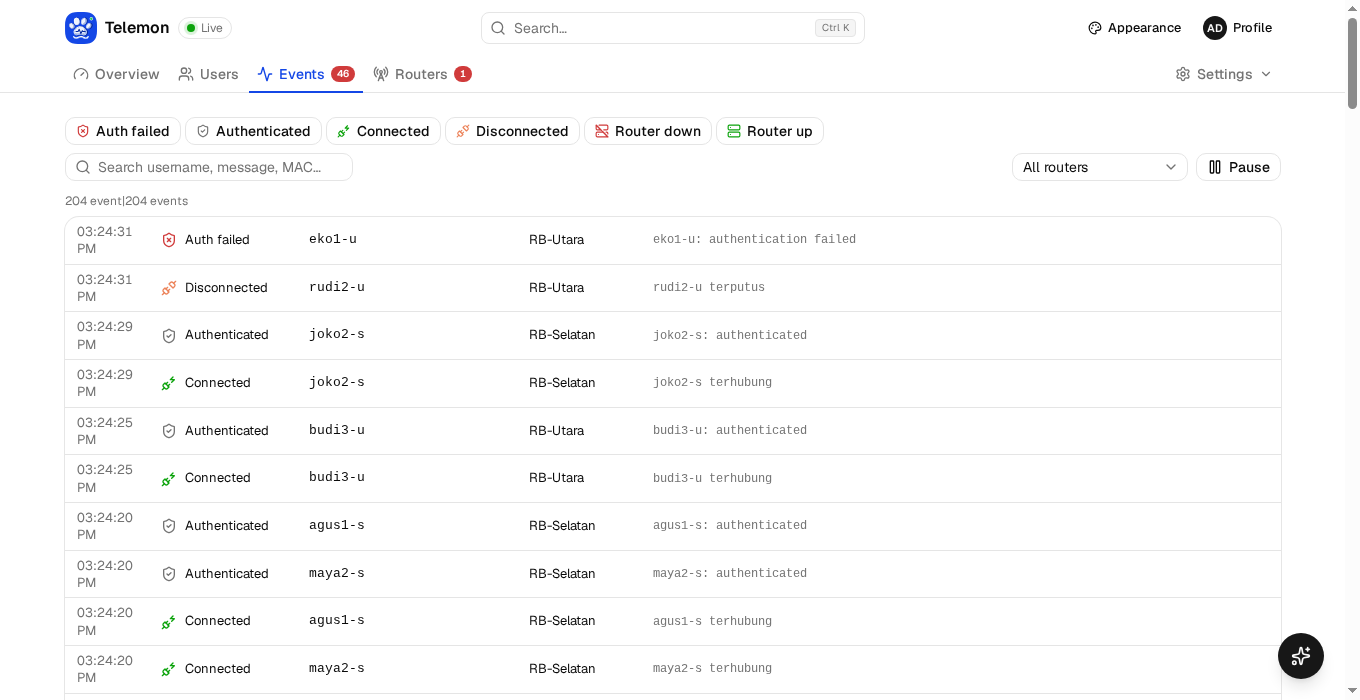 Telemon Live Search... Ctrl K Appearance AD Profile
Overview Users Events 46 Routers 1 Settings
Auth failed Authenticated Connected Disconnected Router down Router up
Search username, message, MAC... All routers Pause
204 event|204 events
03:24:31 PM Auth failed eko1-u RB-Utara eko1-u: authentication failed
03:24:31 PM Disconnected rudi2-u RB-Utara rudi2-u terputus
03:24:29 PM Authenticated joko2-s RB-Selatan joko2-s: authenticated
03:24:29 PM Connected joko2-s RB-Selatan joko2-s terhubung
03:24:25 PM Authenticated budi3-u RB-Utara budi3-u: authenticated
03:24:25 PM Connected budi3-u RB-Utara budi3-u terhubung
03:24:20 PM Authenticated agus1-s RB-Selatan agus1-s: authenticated
03:24:20 PM Authenticated maya2-s RB-Selatan maya2-s: authenticated
03:24:20 PM Connected agus1-s RB-Selatan agus1-s terhubung
03:24:20 PM Connected maya2-s RB-Selatan maya2-s terhubung